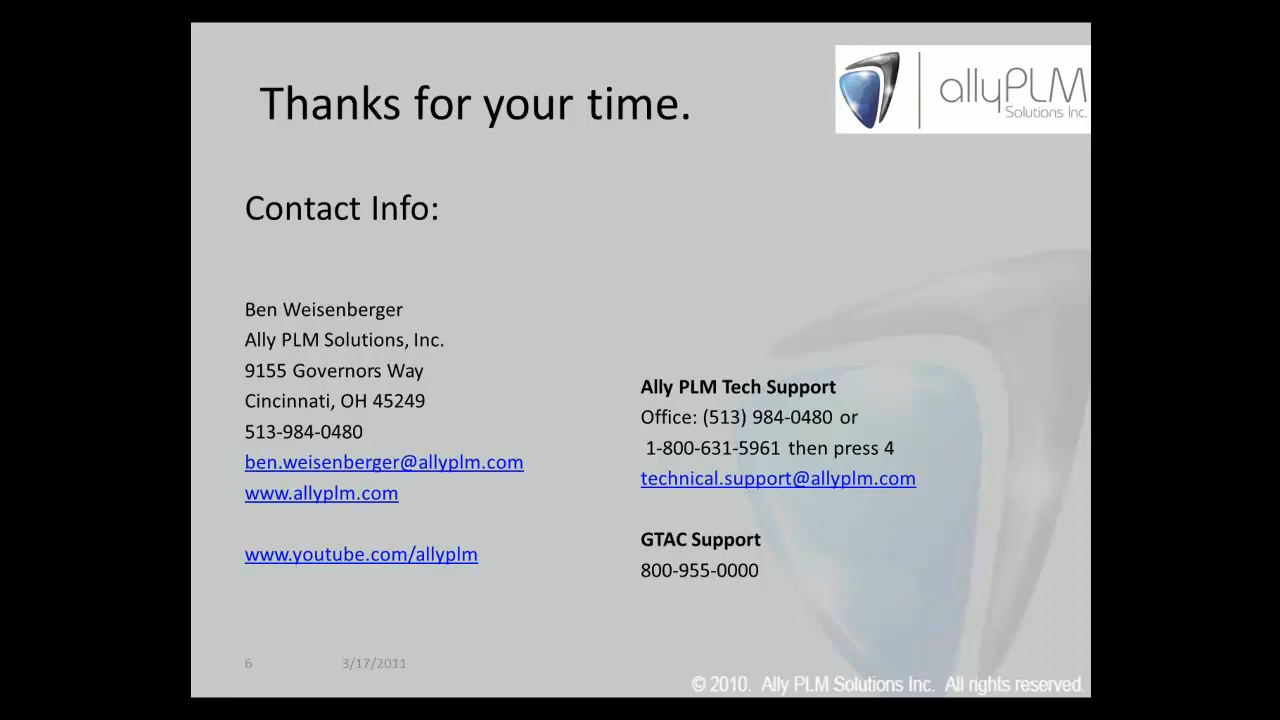 Thanks for your time.
allyPLM
Solutions Inc.
Contact Info:
Ben Weisenberger
Ally PLM Solutions, Inc.
9155 Governors Way
Cincinnati, OH 45249
513-984-0480
ben.weisenberger@allyplm.com
www.allyplm.com
www.youtube.com/allyplm
Ally PLM Tech Support
Office: (513) 984-0480 or
1-800-631-5961 then press 4
technical.support@allyplm.com
GTAC Support
800-955-0000
6 3/17/2011
© 2010. Ally PLM Solutions Inc. All rights reserved.